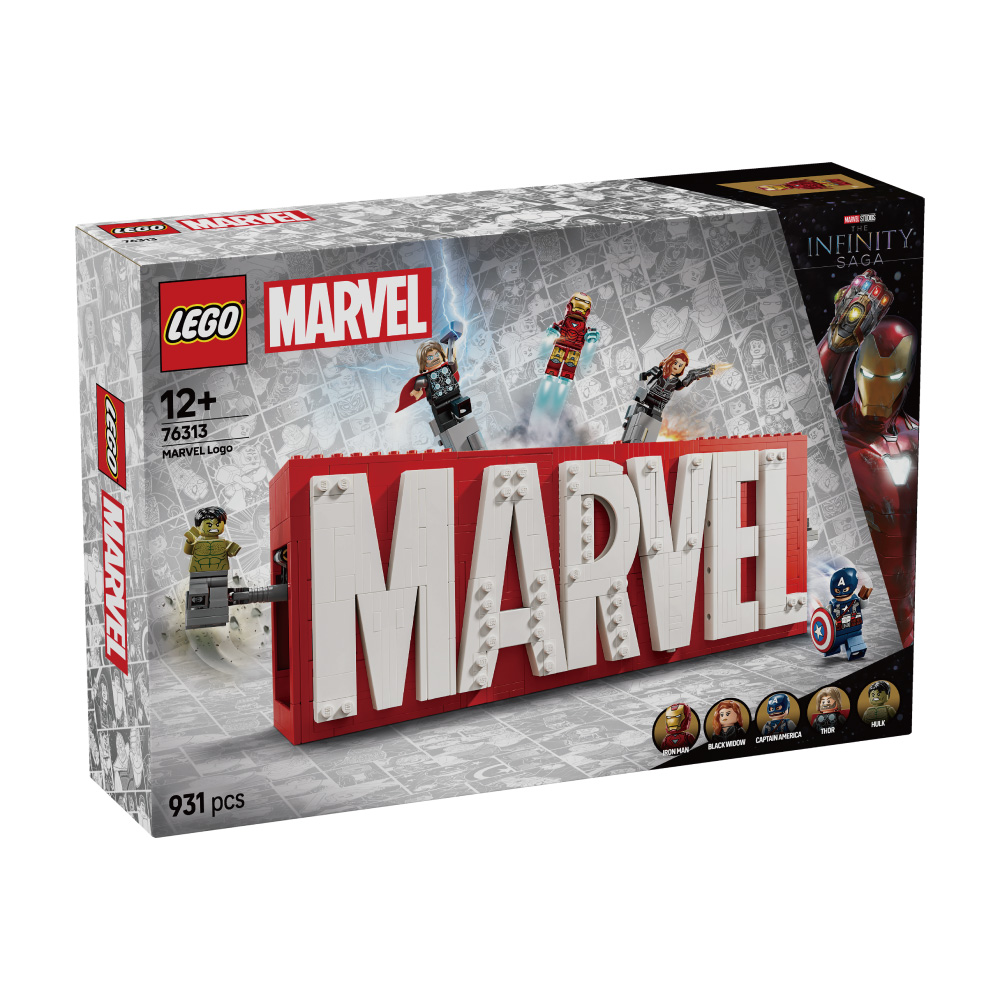 LEGO MARVEL
76313
MARVEL STUDIOS
THE
INFINITY
SAGA
LEGO MARVEL
12+
76313
MARVEL Logo
LEGO MARVEL
MARVEL
A
IRON MAN
BLACK WIDOW
CAPTAIN AMERICA
THOR
HULK
931 pcs